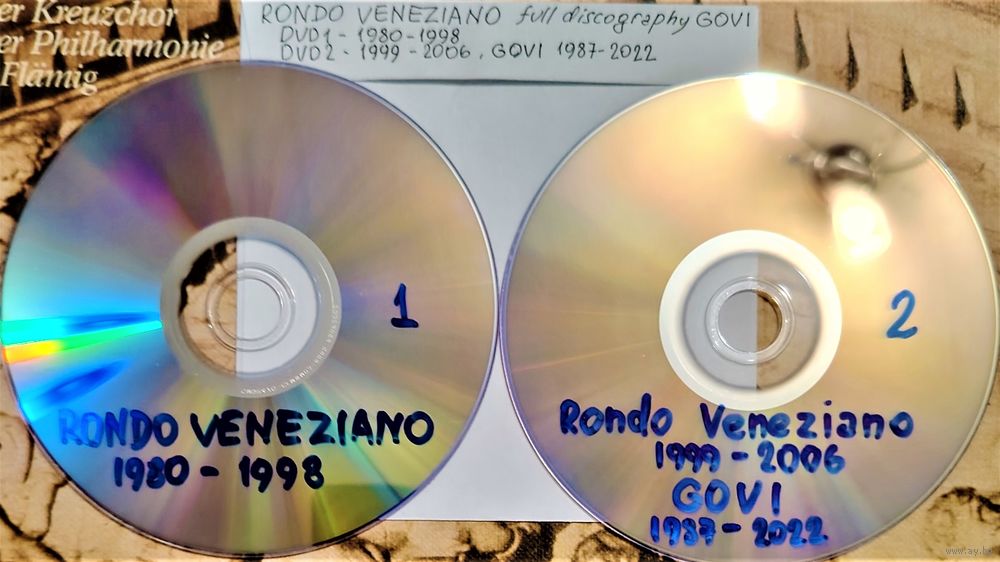 er Kreuzchor
er Philharmonie
Flämig
RONDO VENEZIANO full discography GOVI
DVD1 - 1980-1998
DVD2 - 1999 - 2006, GOVI 1987-2022
1
RONDO VENEZIANO
1980 - 1998
2
Rondo Veneziano
1999 - 2006
GOVI
1987 - 2022